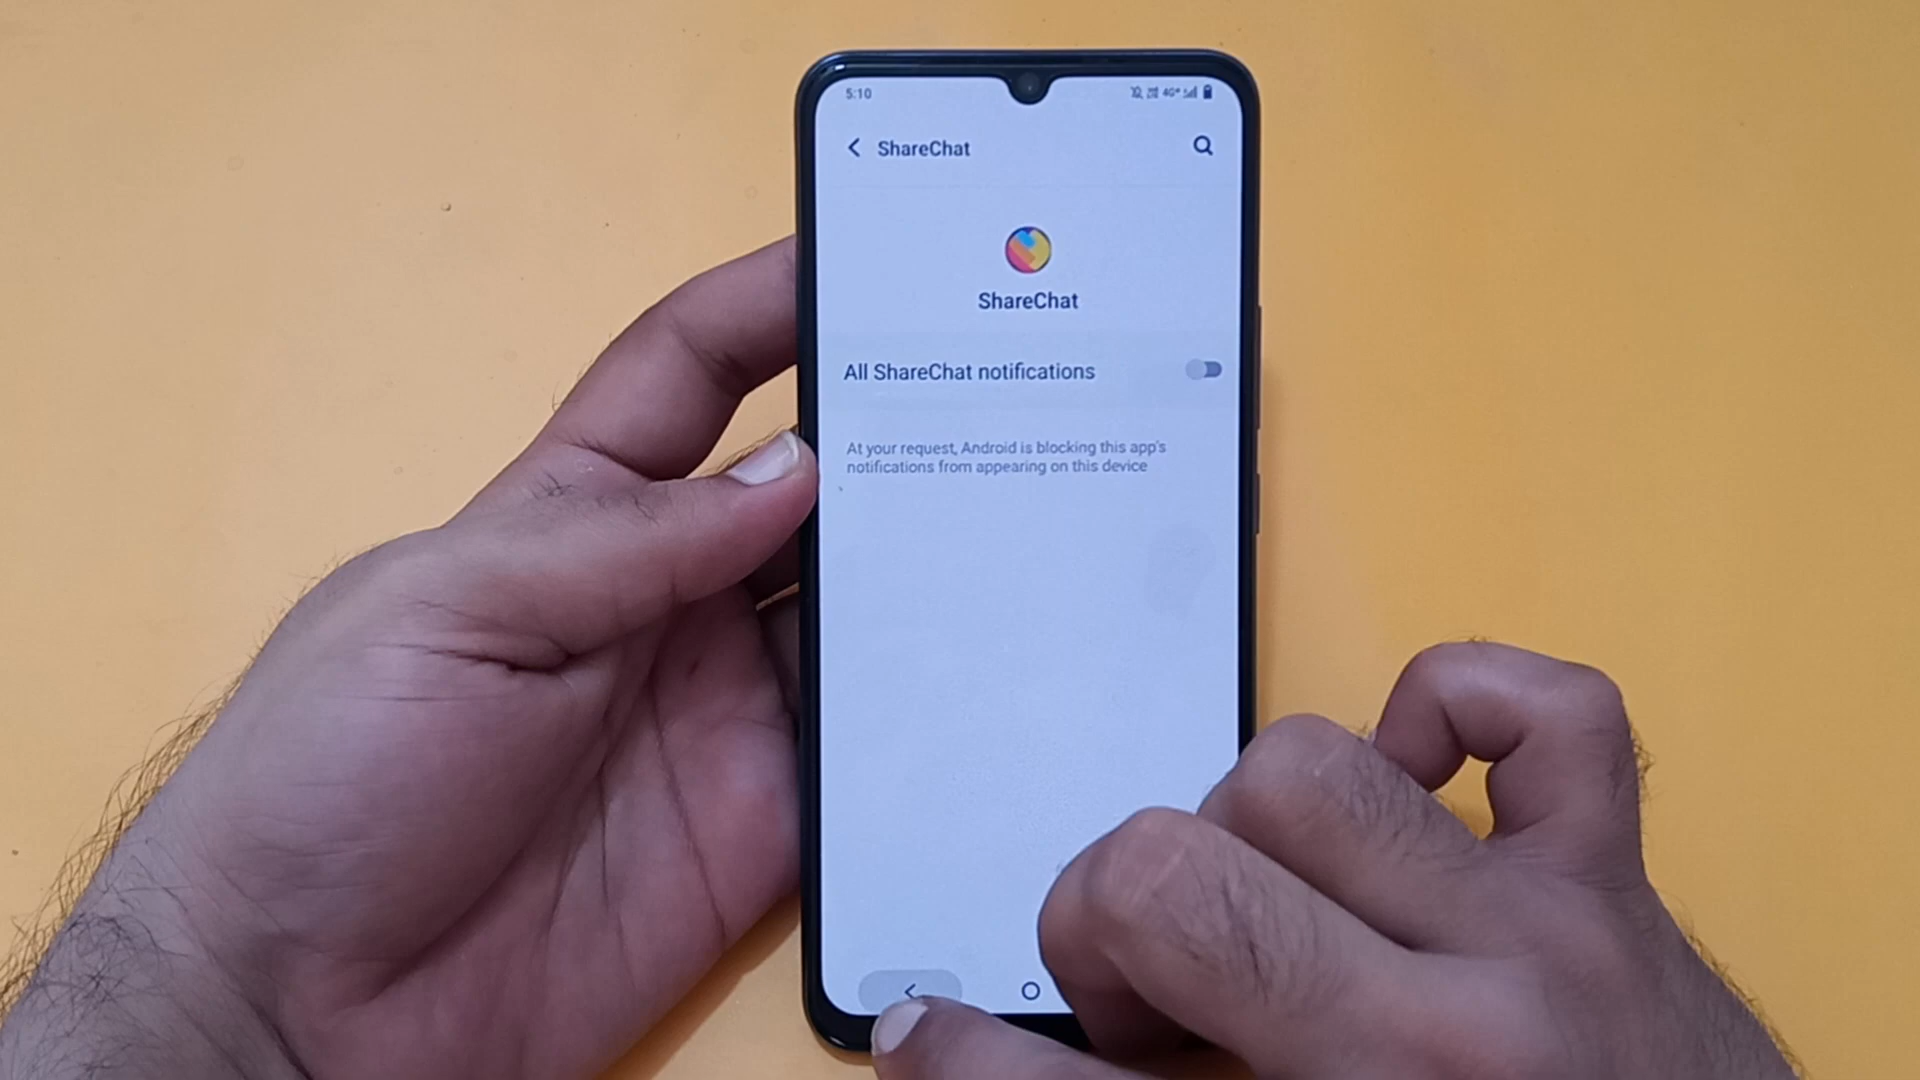 5:10
4G+
ShareChat
ShareChat
All ShareChat notifications
At your request, Android is blocking this app's
notifications from appearing on this device